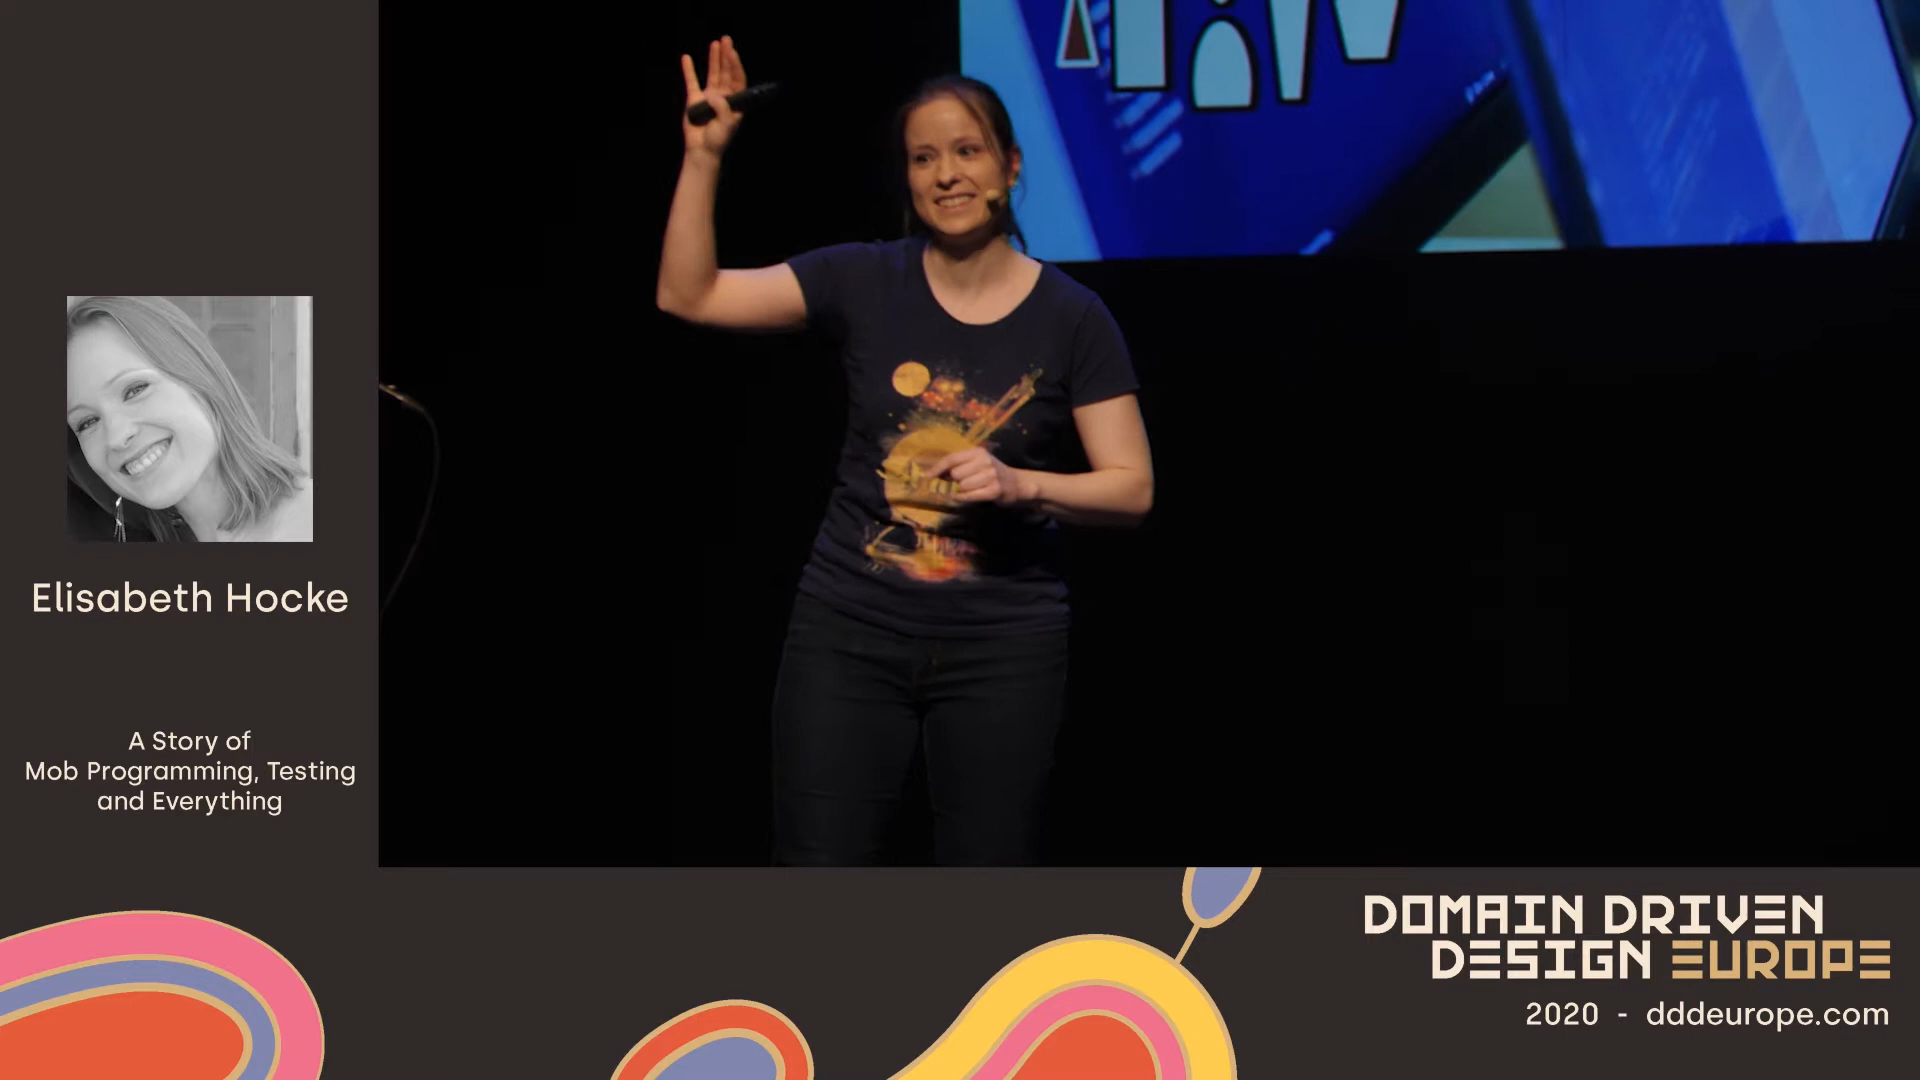 Elisabeth Hocke
A Story of
Mob Programming, Testing
and Everything
DOMAIN DRIVEN
DESIGN EUROPE
2020 - dddeurope.com